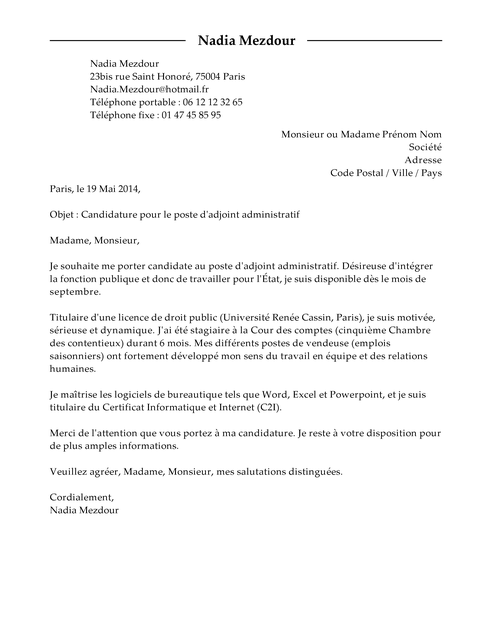 Nadia Mezdour
Nadia Mezdour
23bis rue Saint Honoré, 75004 Paris
Nadia.Mezdour@hotmail.fr
Téléphone portable : 06 12 12 32 65
Téléphone fixe : 01 47 45 85 95
Monsieur ou Madame Prénom Nom
Société
Adresse
Code Postal / Ville / Pays
Paris, le 19 Mai 2014,
Objet : Candidature pour le poste d'adjoint administratif
Madame, Monsieur,
Je souhaite me porter candidate au poste d'adjoint administratif. Désireuse d'intégrer
la fonction publique et donc de travailler pour l'État, je suis disponible dès le mois de
septembre.
Titulaire d'une licence de droit public (Université Renée Cassin, Paris), je suis motivée,
sérieuse et dynamique. J'ai été stagiaire à la Cour des comptes (cinquième Chambre
des contentieux) durant 6 mois. Mes différents postes de vendeuse (emplois
saisonniers) ont fortement développé mon sens du travail en équipe et des relations
humaines.
Je maîtrise les logiciels de bureautique tels que Word, Excel et Powerpoint, et je suis
titulaire du Certificat Informatique et Internet (C2I).
Merci de l'attention que vous portez à ma candidature. Je reste à votre disposition pour
de plus amples informations.
Veuillez agréer, Madame, Monsieur, mes salutations distinguées.
Cordialement,
Nadia Mezdour